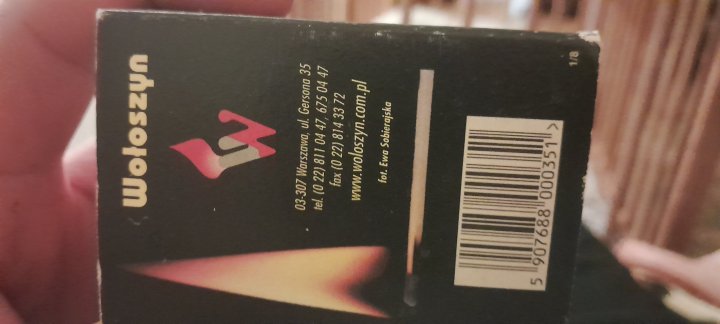 Wołoszyn
W
03-307 Warszawa, ul. Gersona 35
tel. (0 22) 811 04 47, 675 04 47
fax (0 22) 814 33 72
www.woloszyn.com.pl
fot. Ewa Sobierajska
5 907688 000351 >
1/8